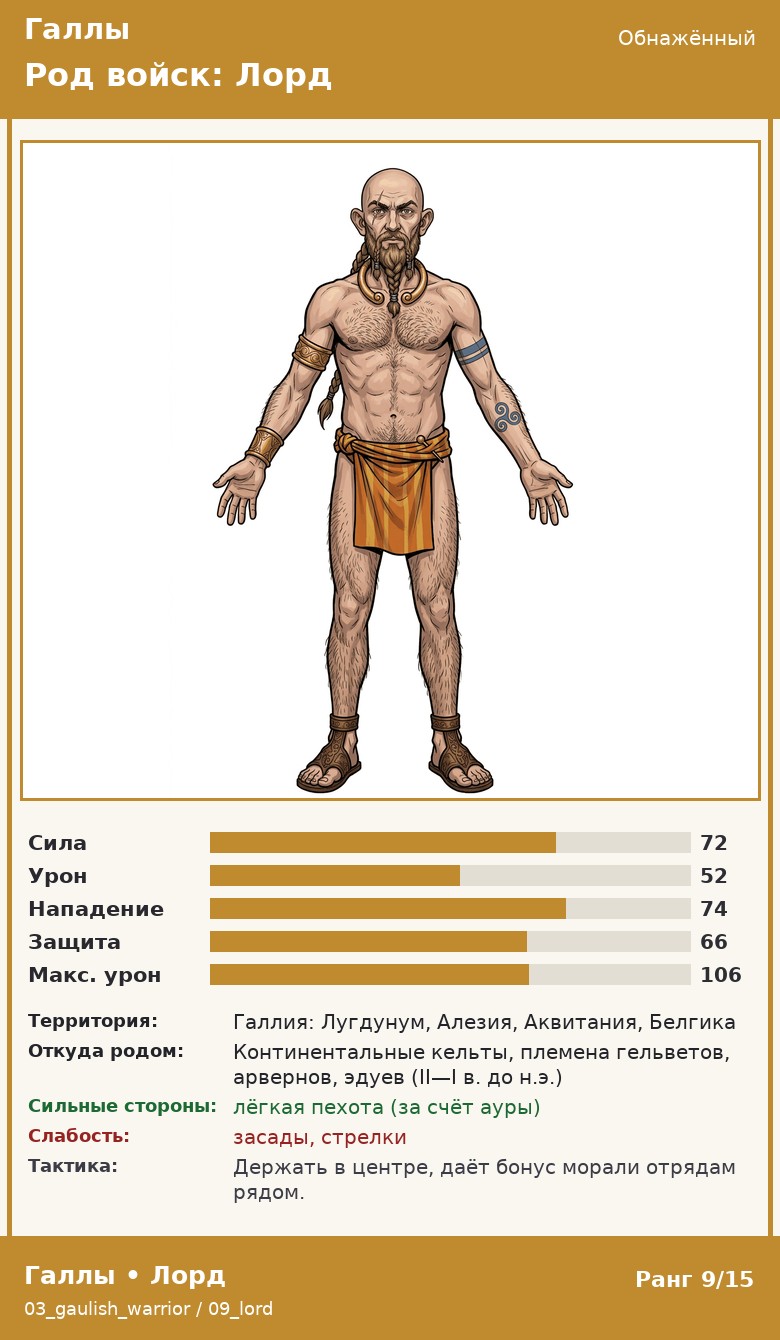 Галлы
Обнажённый
Род войск: Лорд
Сила 72
Урон 52
Нападение 74
Защита 66
Макс. урон 106
Территория: Галлия: Лугдунум, Алезия, Аквитания, Белгика
Откуда родом: Континентальные кельты, племена гельветов,
арвернов, эдуев (II—I в. до н.э.)
Сильные стороны: лёгкая пехота (за счёт ауры)
Слабость: засады, стрелки
Тактика: Держать в центре, даёт бонус морали отрядам
рядом.
Галлы • Лорд
Ранг 9/15
03_gaulish_warrior / 09_lord